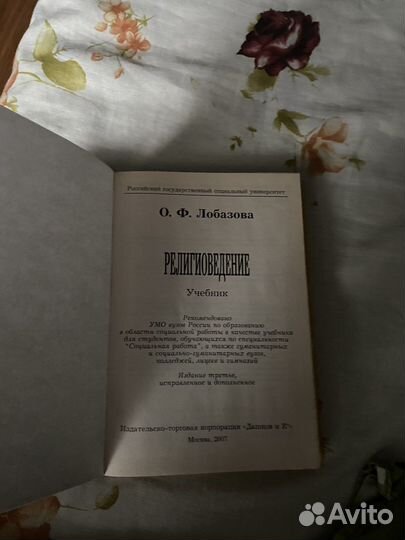 Российский государственный социальный университет
О. Ф. Лобазова
РЕЛИГИОВЕДЕНИЕ
Учебник
Рекомендовано
УМО вузов России по образованию
в области социальной работы в качестве учебника
для студентов, обучающихся по специальности
"Социальная работа", а также гуманитарных
и социально-гуманитарных вузов,
колледжей, лицеев и гимназий
Издание третье,
исправленное и дополненное
Издательско-торговая корпорация «Дашков и К°»
Москва, 2007
Avito